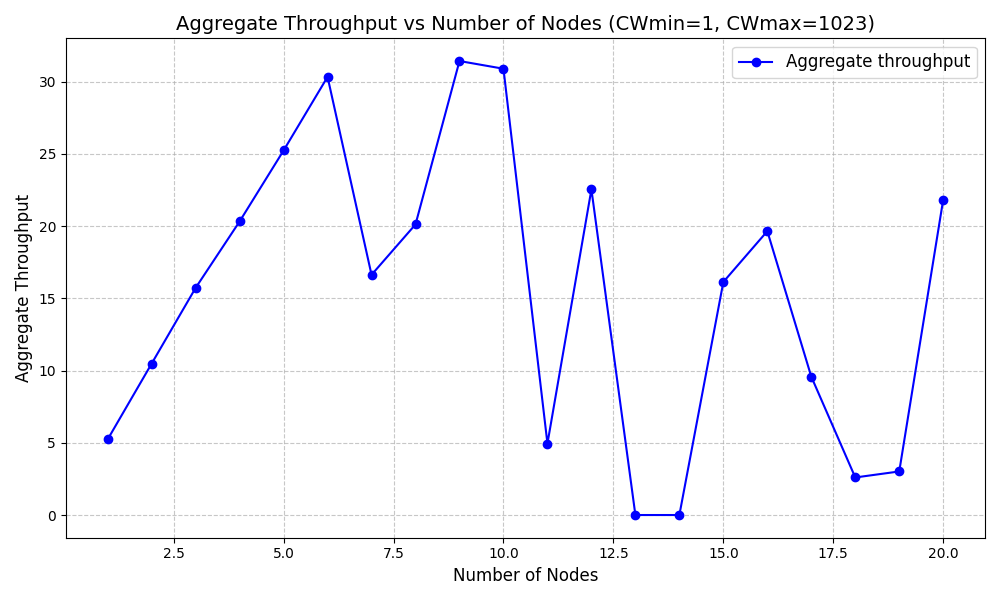 Aggregate Throughput vs Number of Nodes (CWmin=1, CWmax=1023)
Aggregate throughput
Aggregate Throughput
30
25
20
15
10
5
0
2.5 5.0 7.5 10.0 12.5 15.0 17.5 20.0
Number of Nodes